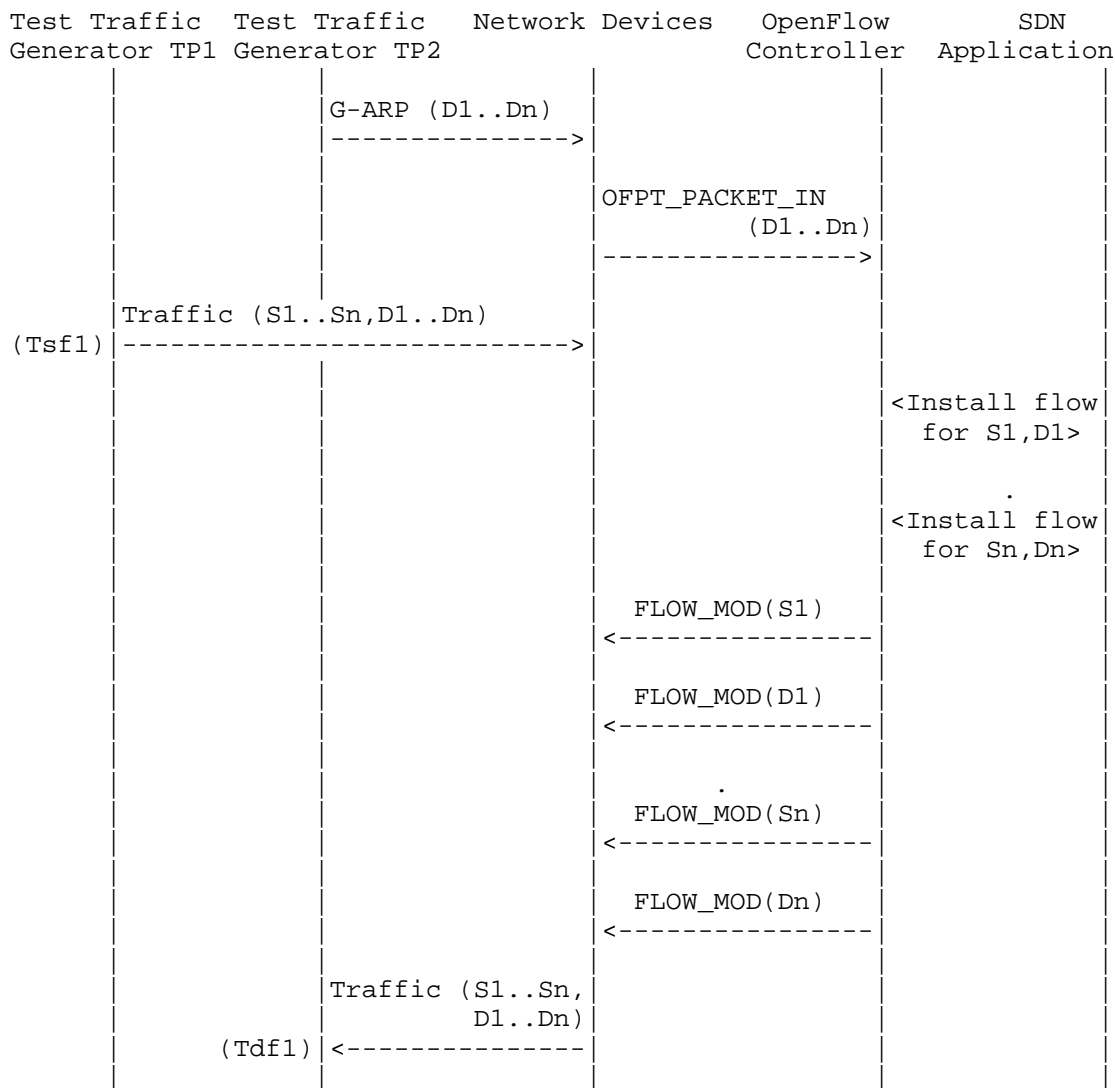 Test Traffic Test Traffic Network Devices OpenFlow SDN
Generator TP1 Generator TP2 Controller Application
G-ARP (D1..Dn)
--------------->
OFPT_PACKET_IN
(D1..Dn)
---------------->
Traffic (S1..Sn,D1..Dn)
(Tsf1) ---------------------------->
<Install flow
for S1,D1>
.
<Install flow
for Sn,Dn>
FLOW_MOD(S1)
<----------------
FLOW_MOD(D1)
<----------------
.
FLOW_MOD(Sn)
<----------------
FLOW_MOD(Dn)
<----------------
Traffic (S1..Sn,
D1..Dn)
(Tdf1) <---------------